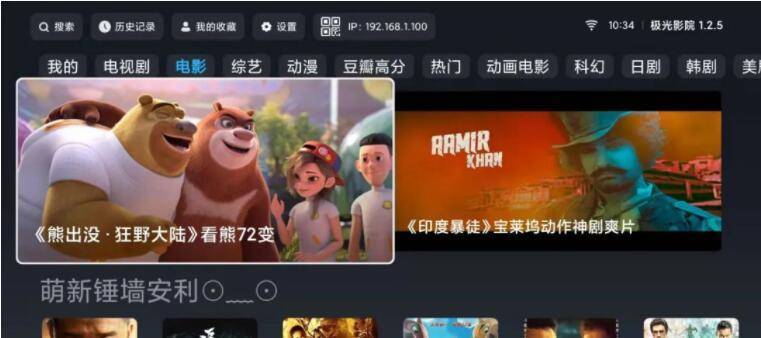 搜索 历史记录 我的收藏 设置 IP: 192.168.1.100 10:34 极光影院 1.2.5
我的 电视剧 电影 综艺 动漫 豆瓣高分 热门 动画电影 科幻 日剧 韩剧 美
AAMIR
KHAN
《熊出没·狂野大陆》看熊72变
《印度暴徒》宝莱坞动作神剧爽片
萌新锤墙安利⊙﹏⊙